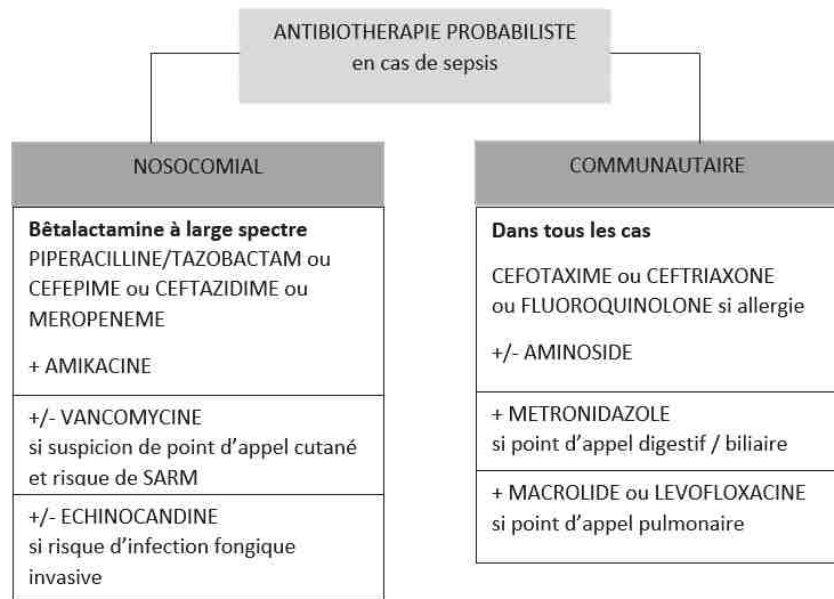 ANTIBIOTHERAPIE PROBABILISTE
en cas de sepsis
NOSOCOMIAL
Bêtalactamine à large spectre
PIPERACILLINE/TAZOBACTAM ou
CEFEPIME ou CEFTAZIDIME ou
MEROPENEME
+ AMIKACINE
+/- VANCOMYCINE
si suspicion de point d’appel cutané
et risque de SARM
+/- ECHINOCANDINE
si risque d’infection fongique
invasive
COMMUNAUTAIRE
Dans tous les cas
CEFOTAXIME ou CEFTRIAXONE
ou FLUOROQUINOLONE si allergie
+/- AMINOSIDE
+ METRONIDAZOLE
si point d’appel digestif / biliaire
+ MACROLIDE ou LEVOFLOXACINE
si point d’appel pulmonaire